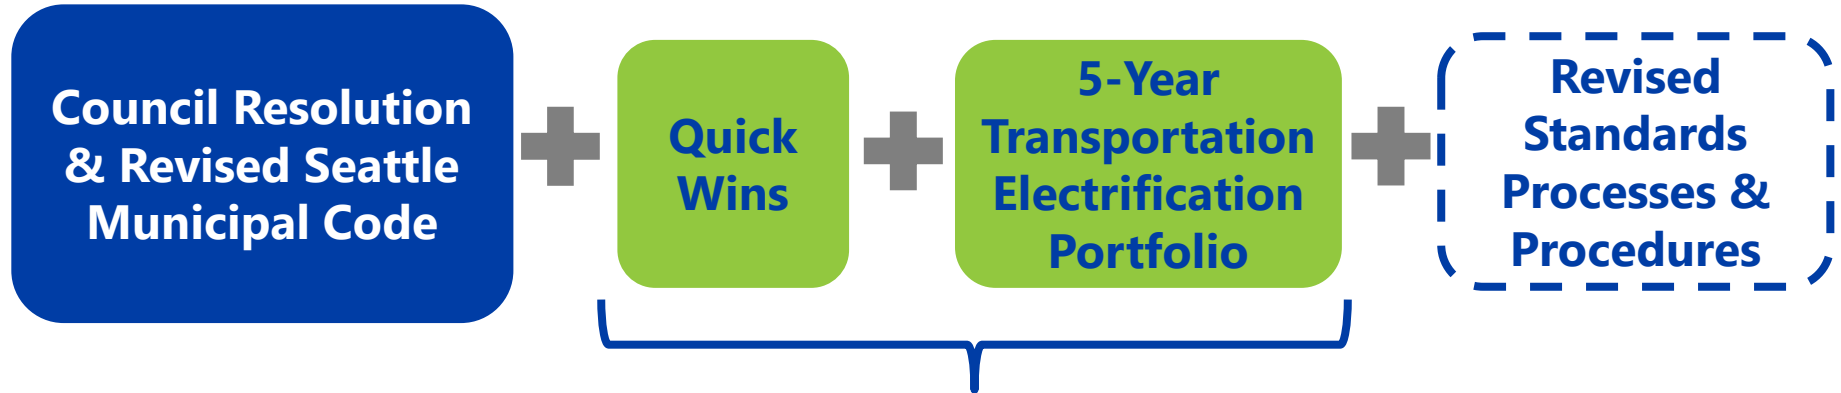 Council Resolution
& Revised Seattle
Municipal Code
Quick
Wins
5-Year
Transportation
Electrification
Portfolio
Revised
Standards
Processes &
Procedures